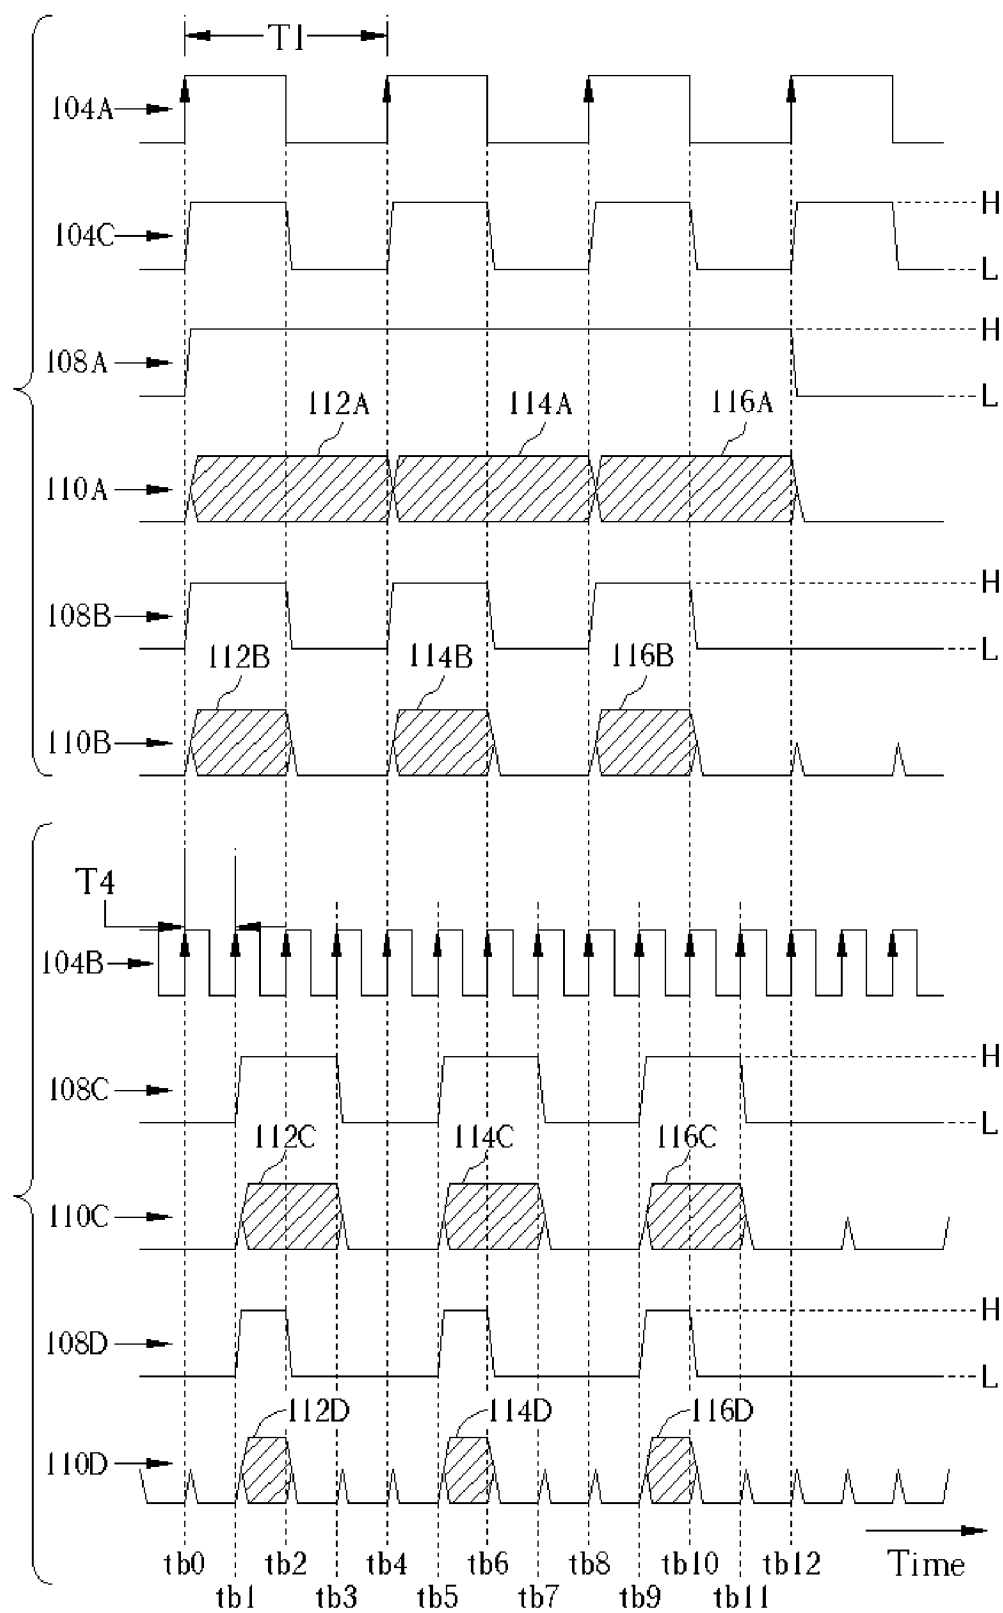 T1
104A
H
104C
L
H
108A
L
112A 114A 116A
110A
H
108B
L
112B 114B 116B
110B
T4
104B
H
108C
L
112C 114C 116C
110C
H
108D
L
112D 114D 116D
110D
tb0 tb2 tb4 tb6 tb8 tb10 tb12 Time
tb1 tb3 tb5 tb7 tb9 tb11